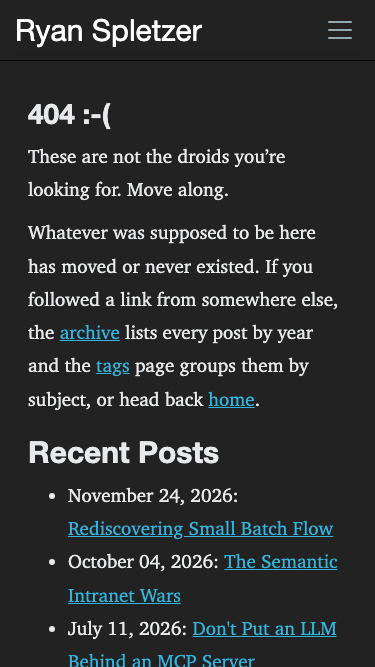 Ryan Spletzer
404 :-(
These are not the droids you’re
looking for. Move along.
Whatever was supposed to be here
has moved or never existed. If you
followed a link from somewhere else,
the archive lists every post by year
and the tags page groups them by
subject, or head back home.
Recent Posts
• November 24, 2026:
Rediscovering Small Batch Flow
• October 04, 2026: The Semantic
Intranet Wars
• July 11, 2026: Don't Put an LLM
Behind an MCP Server